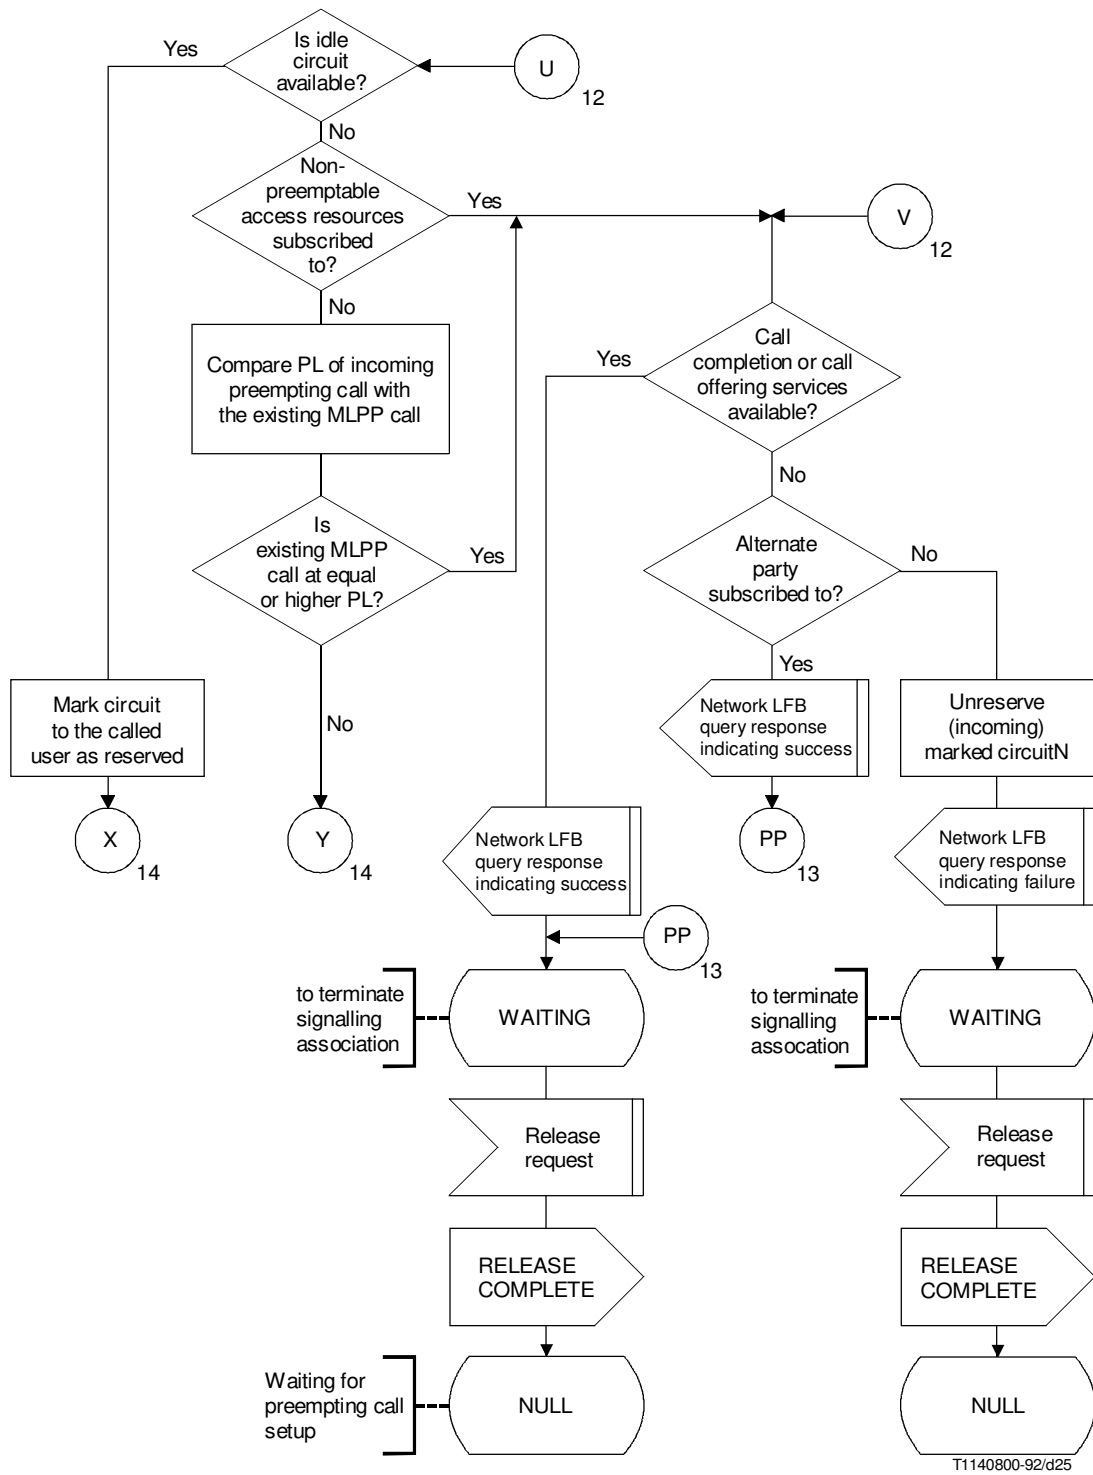 Yes
Is idle
circuit
available?
U
12
No
Non-
preemptable
access resources
subscribed
to?
Yes
V
12
No
Compare PL of incoming
preempting call with
the existing MLPP call
Yes
Call
completion or call
offering services
available?
No
Is
existing MLPP
call at equal
or higher PL?
Yes
Alternate
party
subscribed to?
No
Yes
No
Mark circuit
to the called
user as reserved
Network LFB
query response
indicating success
Unreserve
(incoming)
marked circuitN
X
14
Y
14
Network LFB
query response
indicating success
PP
13
Network LFB
query response
indicating failure
PP
13
to terminate
signalling
association
WAITING
to terminate
signalling
assocation
WAITING
Release
request
Release
request
RELEASE
COMPLETE
RELEASE
COMPLETE
Waiting for
preempting call
setup
NULL
NULL
T1140800-92/d25